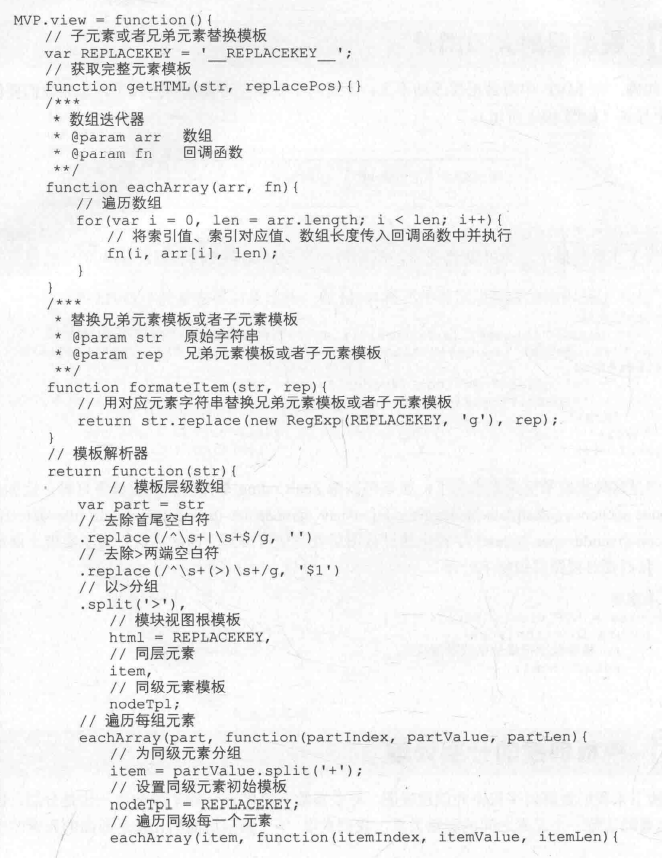 MVP.view = function(){
// 子元素或者兄弟元素替换模板
var REPLACEKEY = '__REPLACEKEY__';
// 获取完整元素模板
function getHTML(str, replacePos){}
/***
* 数组迭代器
* @param arr 数组
* @param fn 回调函数
**/
function eachArray(arr, fn){
// 遍历数组
for(var i = 0, len = arr.length; i < len; i++){
// 将索引值、索引对应值、数组长度传入回调函数中并执行
fn(i, arr[i], len);
}
}
/***
* 替换兄弟元素模板或者子元素模板
* @param str 原始字符串
* @param rep 兄弟元素模板或者子元素模板
**/
function formateItem(str, rep){
// 用对应元素字符串替换兄弟元素模板或者子元素模板
return str.replace(new RegExp(REPLACEKEY, 'g'), rep);
}
// 模板解析器
return function(str){
// 模板层级数组
var part = str
// 去除首尾空白符
.replace(/^\s+|\s+$/g, '')
// 去除>两端空白符
.replace(/^\s+(>)\s+/g, '$1')
// 以>分组
.split('>'),
// 模块视图根模板
html = REPLACEKEY,
// 同层元素
item,
// 同级元素模板
nodeTpl;
// 遍历每组元素
eachArray(part, function(partIndex, partValue, partLen){
// 为同级元素分组
item = partValue.split('+');
// 设置同级元素初始模板
nodeTpl = REPLACEKEY;
// 遍历同级每一个元素
eachArray(item, function(itemIndex, itemValue, itemLen){